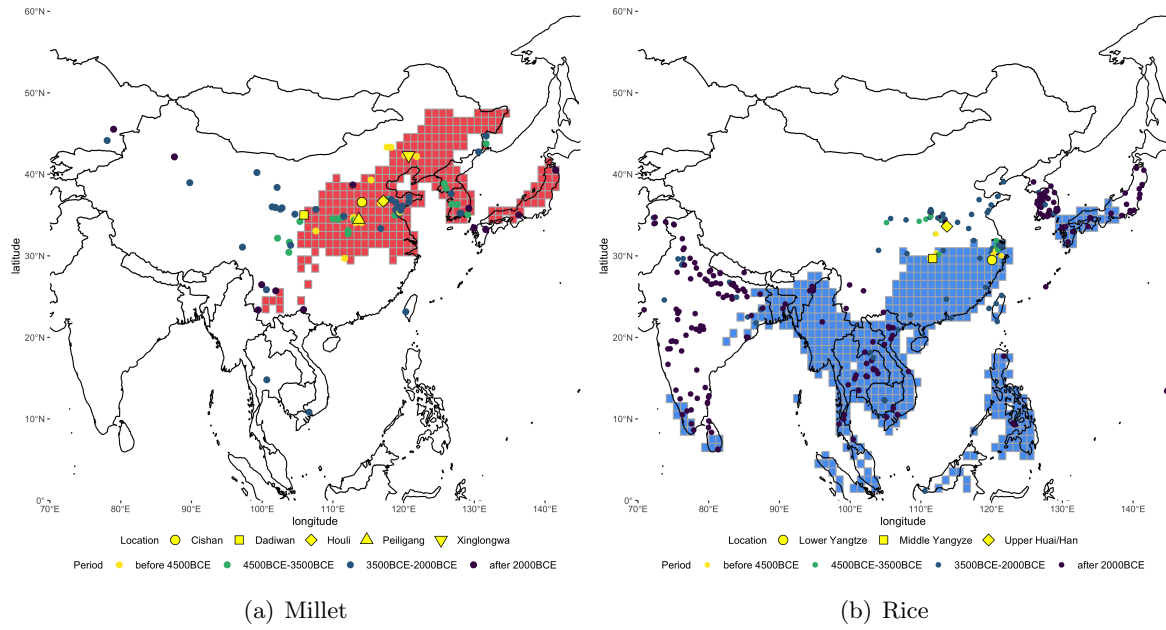 60°N
50°N
40°N
30°N
20°N
10°N
0°
latitude
70°E 80°E 90°E 100°E 110°E 120°E 130°E 140°E
longitude
Location Cishan Dadiwan Houli Peiligang Xinglongwa
Period before 4500BCE 4500BCE-3500BCE 3500BCE-2000BCE after 2000BCE
(a) Millet
60°N
50°N
40°N
30°N
20°N
10°N
0°
latitude
70°E 80°E 90°E 100°E 110°E 120°E 130°E 140°E
longitude
Location Lower Yangtze Middle Yangyze Upper Huai/Han
Period before 4500BCE 4500BCE-3500BCE 3500BCE-2000BCE after 2000BCE
(b) Rice